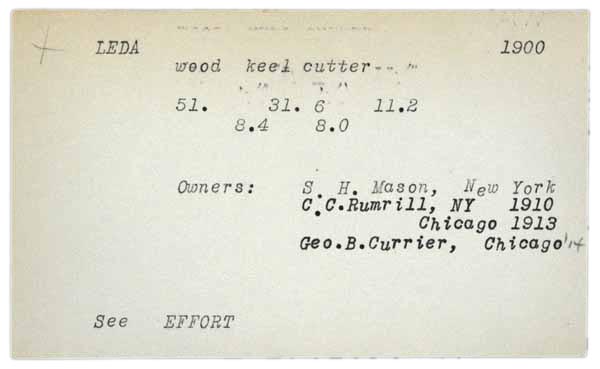 LEDA 1900
wood keel cutter
51. 31. 6 11.2
8.4 8.0
Owners: S. H. Mason, New York
C.C.Rumrill, NY 1910
Chicago 1913
Geo.B.Currier, Chicago '14
See EFFORT